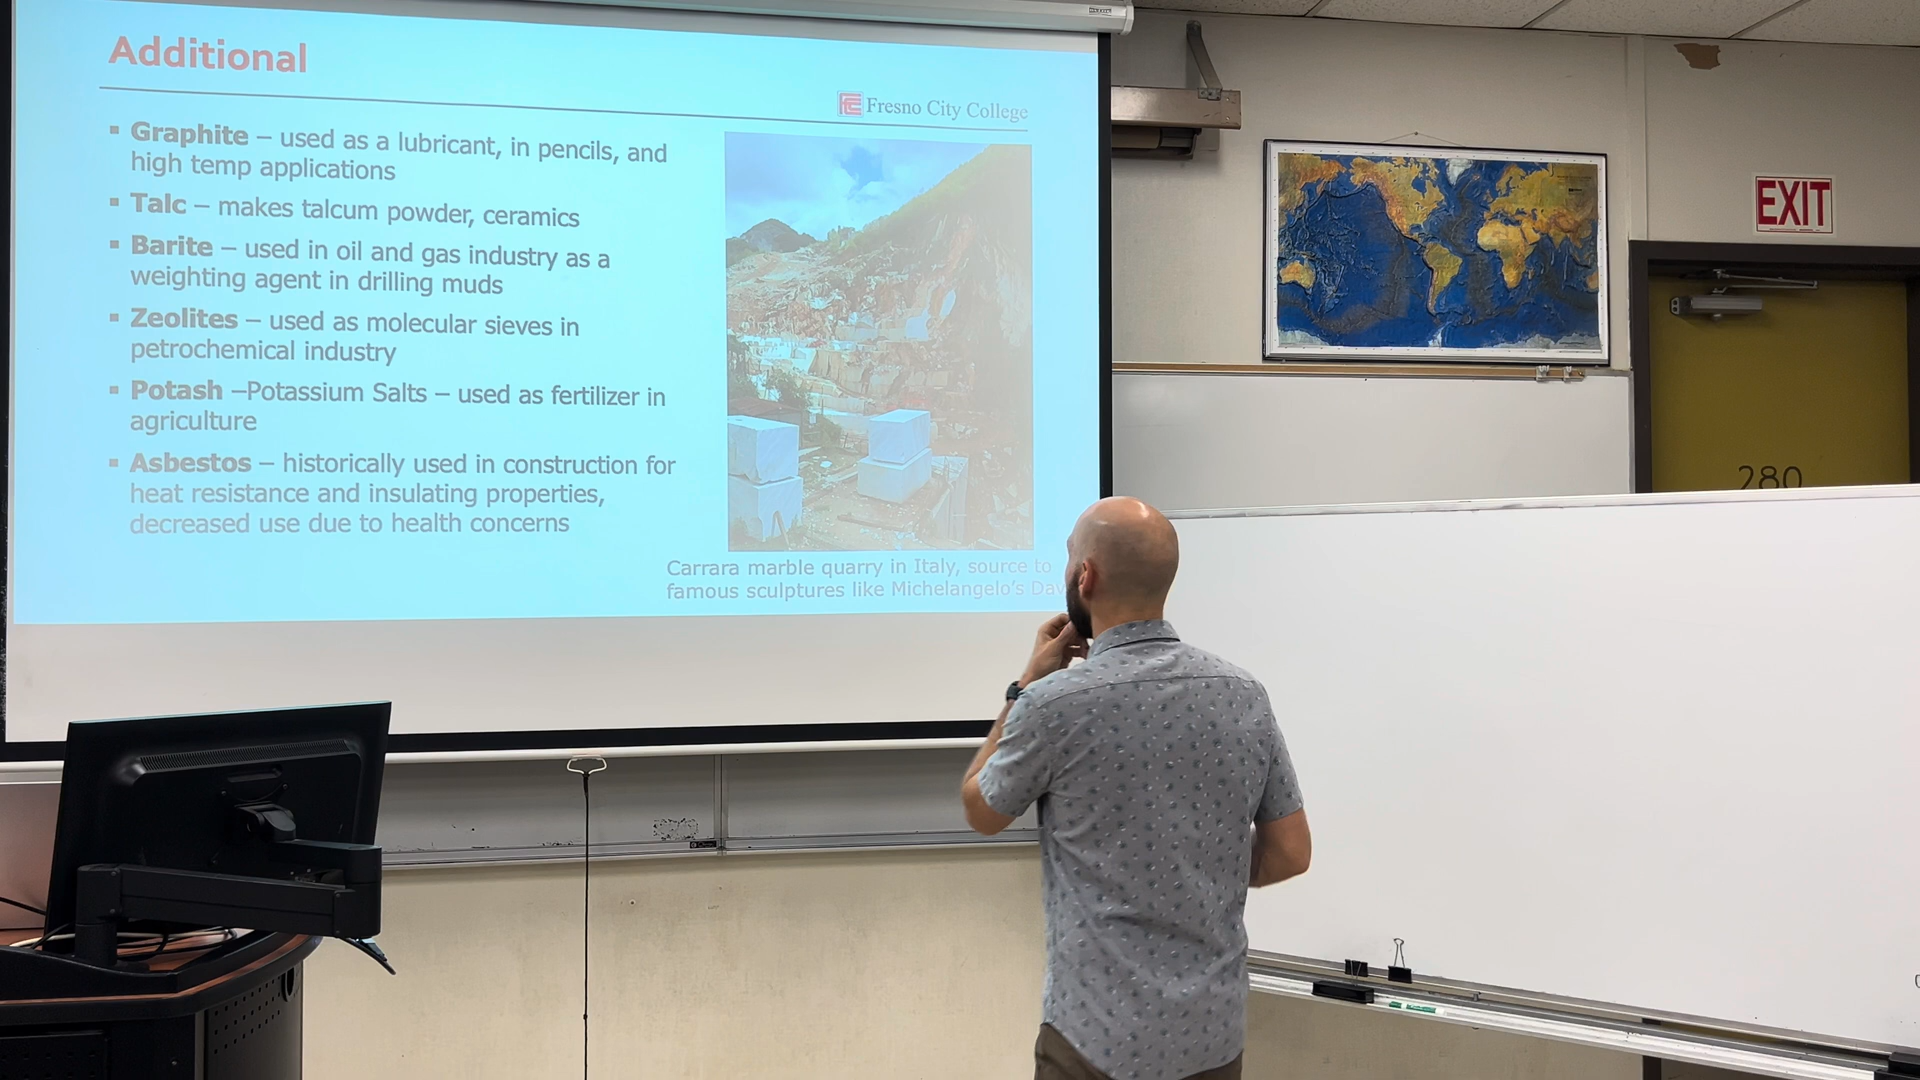 Additional
FCC Fresno City College
▪ Graphite – used as a lubricant, in pencils, and
high temp applications
▪ Talc – makes talcum powder, ceramics
▪ Barite – used in oil and gas industry as a
weighting agent in drilling muds
▪ Zeolites – used as molecular sieves in
petrochemical industry
▪ Potash –Potassium Salts – used as fertilizer in
agriculture
▪ Asbestos – historically used in construction for
heat resistance and insulating properties,
decreased use due to health concerns
Carrara marble quarry in Italy, source to
famous sculptures like Michelangelo's Dav
EXIT
280